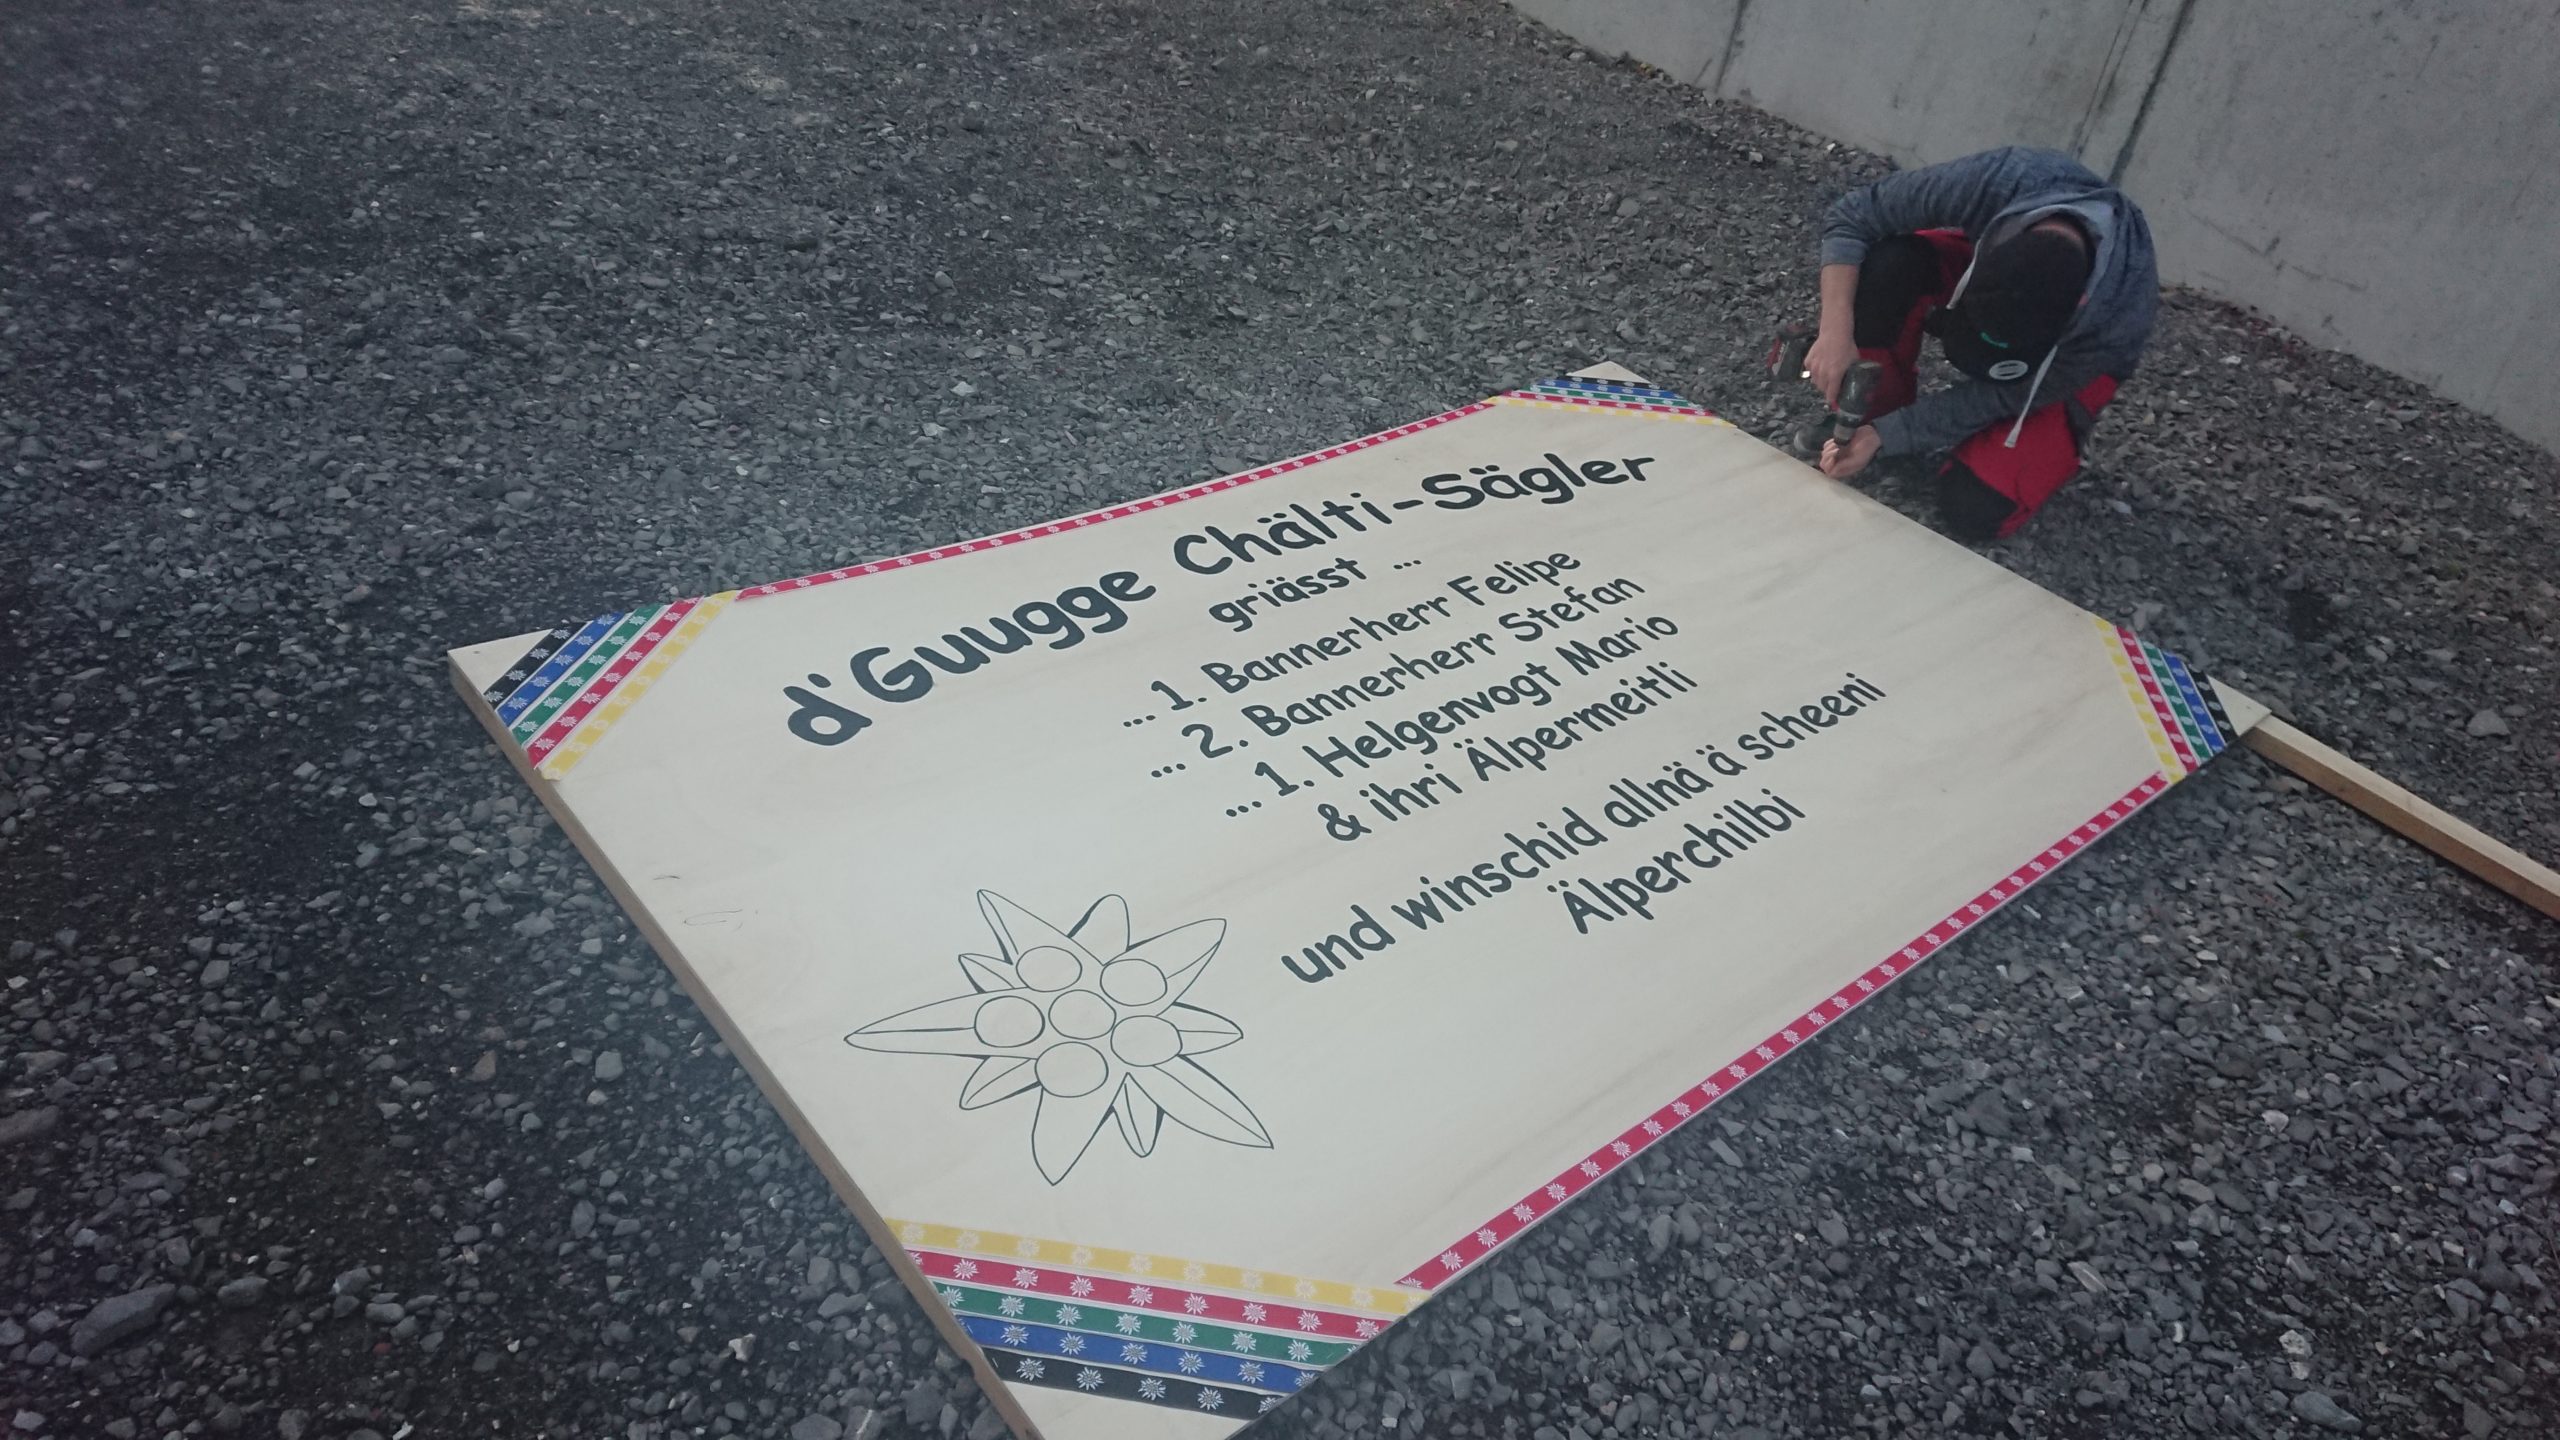 d'Guugge Chälti-Sägler
griässt ...
... 1. Bannerherr Felipe
... 2. Bannerherr Stefan
... 1. Helgenvogt Mario
& ihri Älpermeitli
und winschid allnä ä scheeni
Älperchilbi